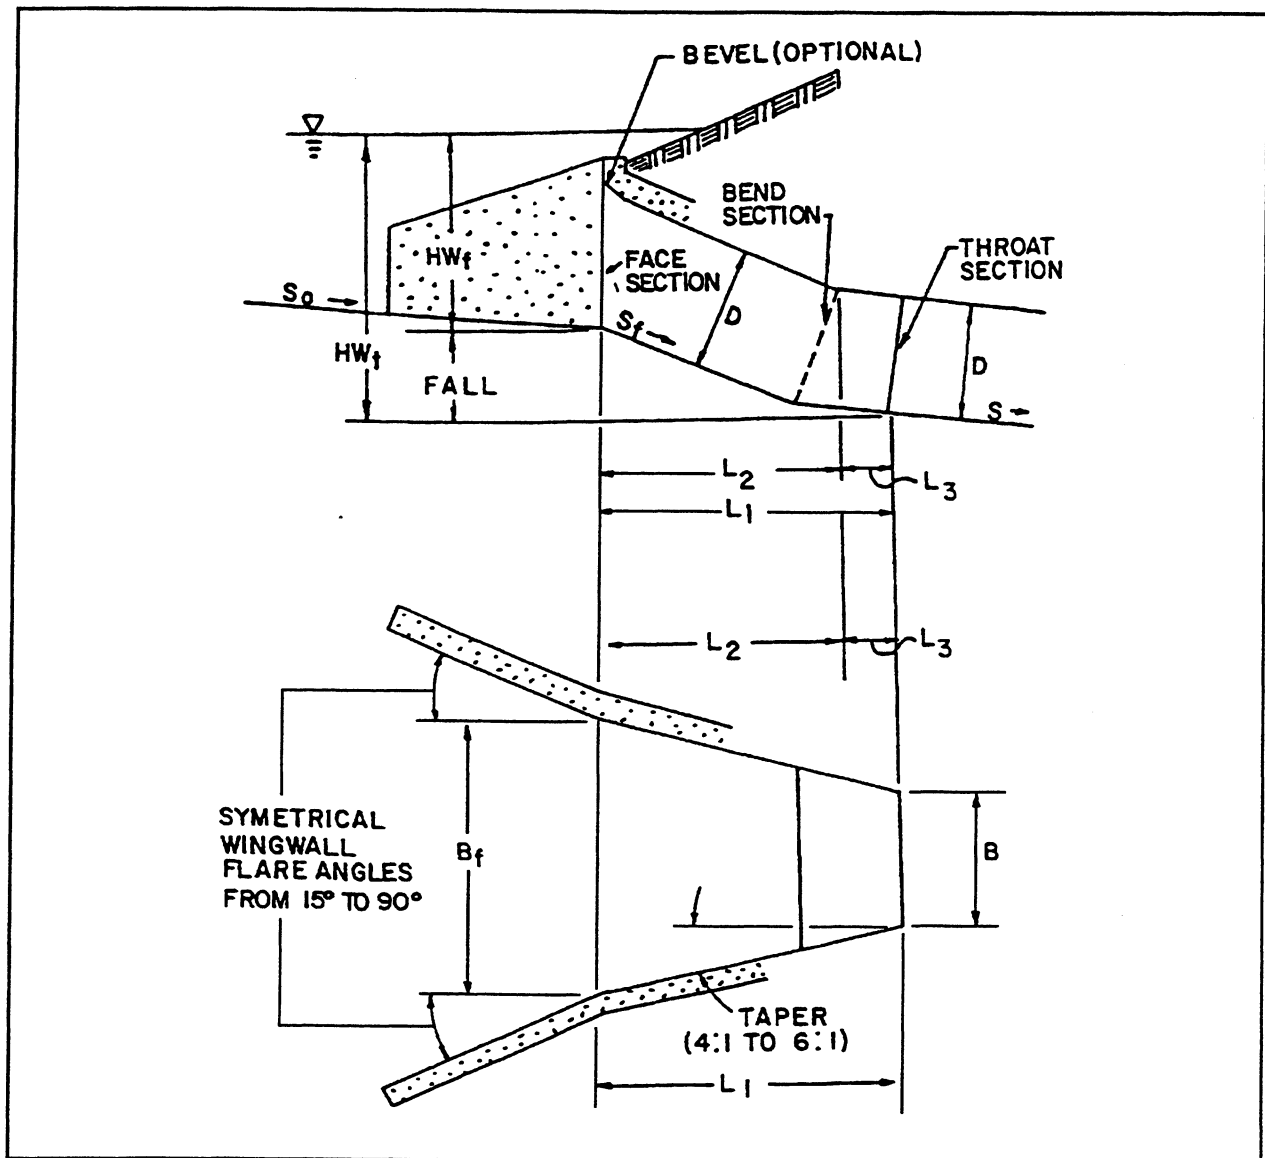 BEVEL (OPTIONAL)
BEND
SECTION
THROAT
SECTION
HWf
FACE
SECTION
So
Sf
D
HWt
FALL
D
S
L2
L3
L1
L2
L3
SYMETRICAL
WINGWALL
FLARE ANGLES
FROM 15° TO 90°
Bf
B
TAPER
(4:1 TO 6:1)
L1